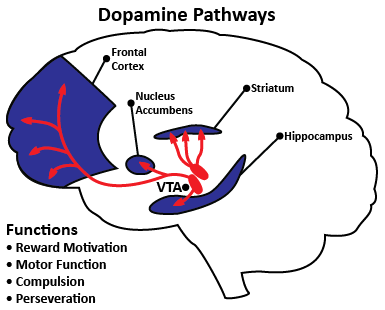 Dopamine Pathways
Frontal
Cortex
Nucleus
Accumbens
Striatum
Hippocampus
VTA
Functions
• Reward Motivation
• Motor Function
• Compulsion
• Perseveration